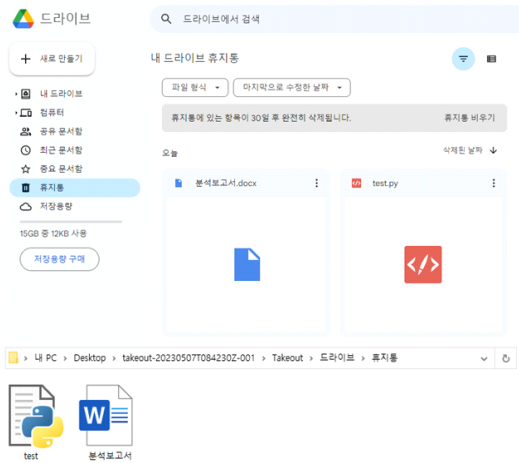 드라이브
드라이브에서 검색
새로 만들기
내 드라이브
컴퓨터
공유 문서함
최근 문서함
중요 문서함
휴지통
저장용량
15GB 중 12KB 사용
저장용량 구매
내 드라이브 휴지통
파일 형식
마지막으로 수정한 날짜
휴지통에 있는 항목이 30일 후 완전히 삭제됩니다. 휴지통 비우기
오늘 삭제된 날짜
분석보고서.docx
test.py
내 PC > Desktop > takeout-20230507T084230Z-001 > Takeout > 드라이브 > 휴지통
test
W
분석보고서